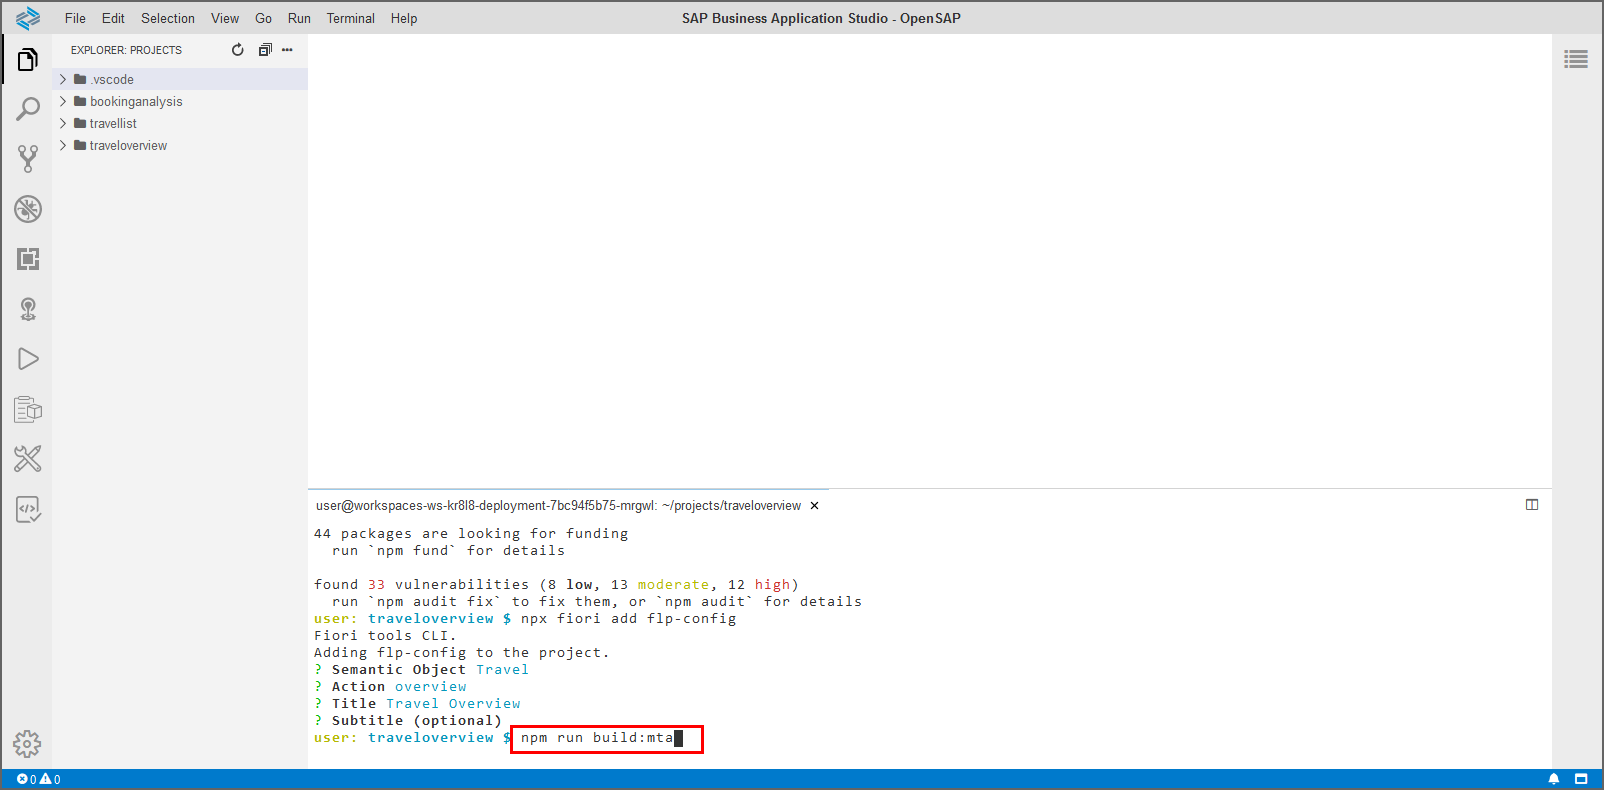 File Edit Selection View Go Run Terminal Help
SAP Business Application Studio - OpenSAP
EXPLORER: PROJECTS
.vscode
bookinganalysis
travellist
traveloverview
user@workspaces-ws-kr8l8-deployment-7bc94f5b75-mrgwl: ~/projects/traveloverview
44 packages are looking for funding
run `npm fund` for details
found 33 vulnerabilities (8 low, 13 moderate, 12 high)
run `npm audit fix` to fix them, or `npm audit` for details
user: traveloverview $ npx fiori add flp-config
Fiori tools CLI.
Adding flp-config to the project.
? Semantic Object Travel
? Action overview
? Title Travel Overview
? Subtitle (optional)
user: traveloverview $ npm run build:mta
0 0